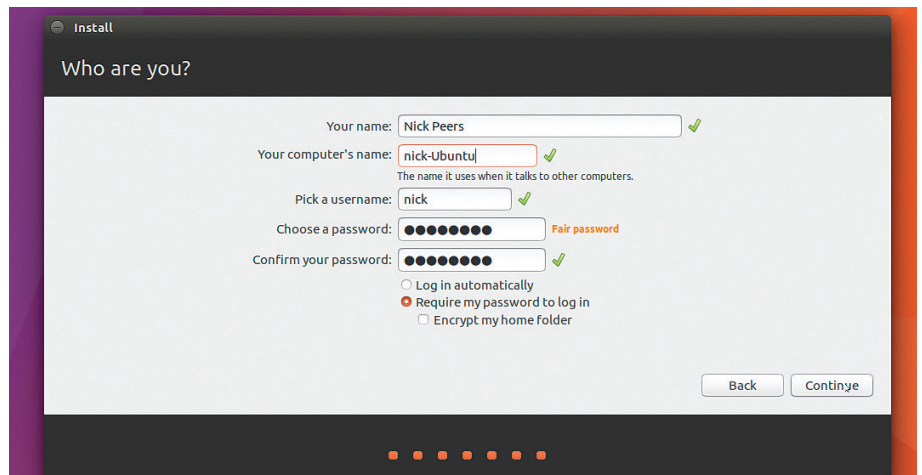 Install
Who are you?
Your name: Nick Peers
Your computer's name: nick-Ubuntu
The name it uses when it talks to other computers.
Pick a username: nick
Choose a password: ●●●●●●●● Fair password
Confirm your password: ●●●●●●●●
Log in automatically
Require my password to log in
Encrypt my home folder
Back Continue